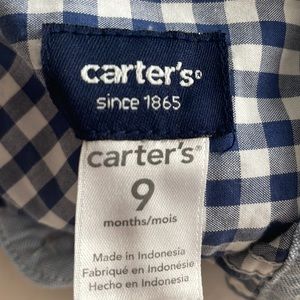 carter's®
since 1865
carter's®
9
months/mois
Made in Indonesia
Fabriqué en Indonésie
Hecho en Indonesia